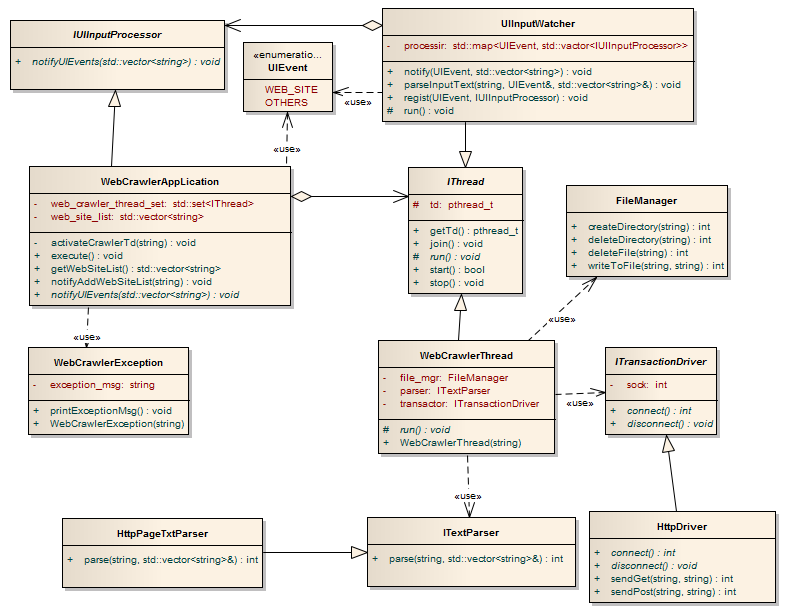 IUIInputProcessor
+ notifyUIEvents(std::vector<string>) : void
«enumeratio...
UIEvent
WEB_SITE
OTHERS
UIInputWatcher
- processir: std::map<UIEvent, std::vactor<IUIInputProcessor>>
+ notify(UIEvent, std::vector<string>) : void
+ parseInputText(string, UIEvent&, std::vector<string>&) : void
+ regist(UIEvent, IUIInputProcessor) : void
# run() : void
«use»
«use»
WebCrawlerAppLication
- web_crawler_thread_set: std::set<IThread>
- web_site_list: std::vector<string>
- activateCrawlerTd(string) : void
+ execute() : void
+ getWebSiteList() : std::vector<string>
+ notifyAddWebSiteList(string) : void
+ notifyUIEvents(std::vector<string>) : void
IThread
# td: pthread_t
+ getTd() : pthread_t
+ join() : void
# run() : void
+ start() : bool
+ stop() : void
FileManager
+ createDirectory(string) : int
+ deleteDirectory(string) : int
+ deleteFile(string) : int
+ writeToFile(string, string) : int
«use»
«use»
WebCrawlerException
- exception_msg: string
+ printExceptionMsg() : void
+ WebCrawlerException(string)
WebCrawlerThread
- file_mgr: FileManager
- parser: ITextParser
- transactor: ITransactionDriver
# run() : void
+ WebCrawlerThread(string)
«use»
ITransactionDriver
- sock: int
+ connect() : int
+ disconnect() : void
«use»
HttpPageTxtParser
+ parse(string, std::vector<string>&) : int
ITextParser
+ parse(string, std::vector<string>&) : int
HttpDriver
+ connect() : int
+ disconnect() : void
+ sendGet(string, string) : int
+ sendPost(string, string) : int